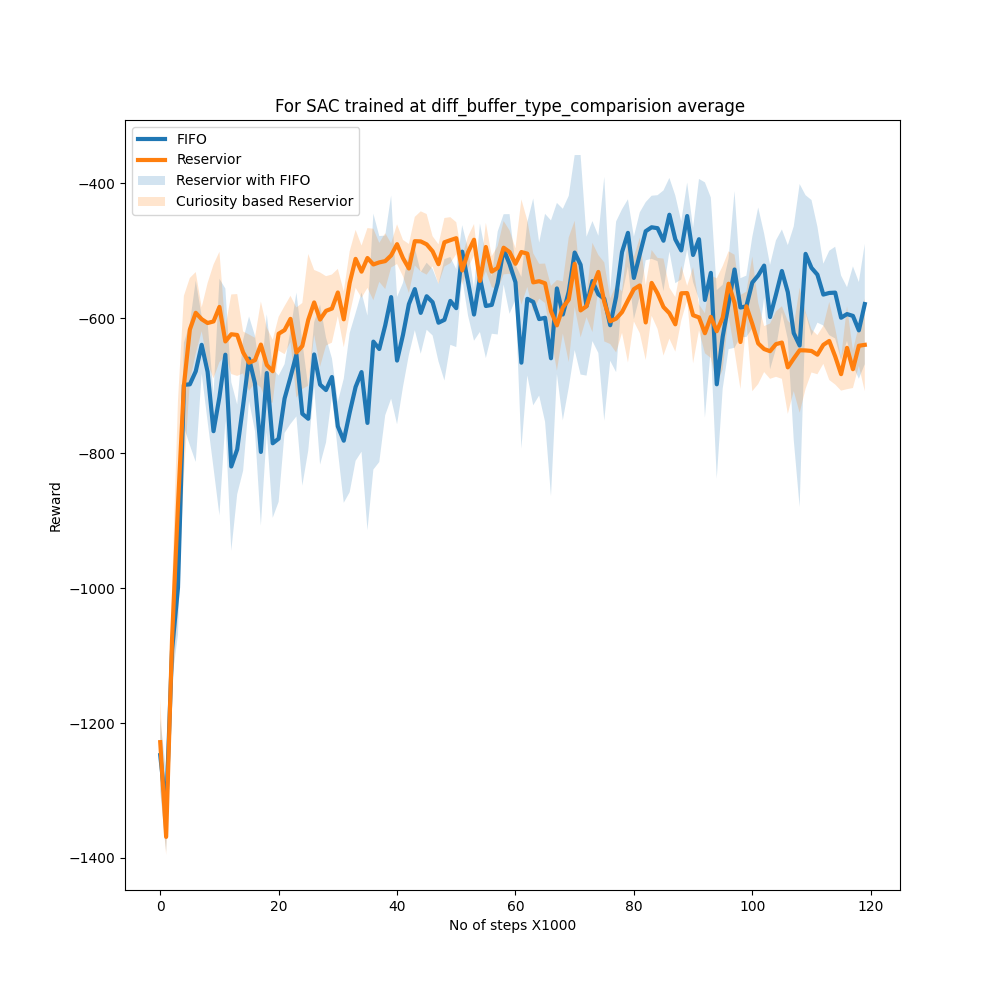 For SAC trained at diff_buffer_type_comparision average
FIFO
Reservior
Reservior with FIFO
Curiosity based Reservior
−400
−600
−800
−1000
−1200
−1400
Reward
0 20 40 60 80 100 120
No of steps X1000